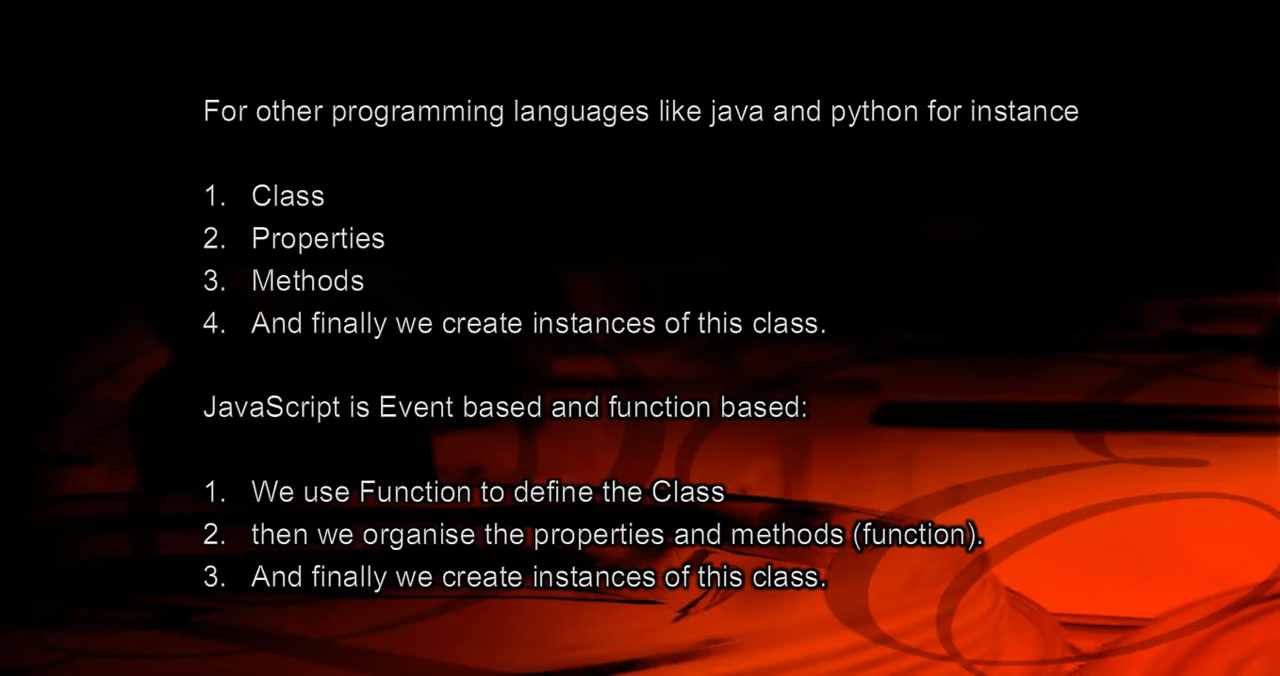 For other programming languages like java and python for instance
1. Class
2. Properties
3. Methods
4. And finally we create instances of this class.
JavaScript is Event based and function based:
1. We use Function to define the Class
2. then we organise the properties and methods (function).
3. And finally we create instances of this class.